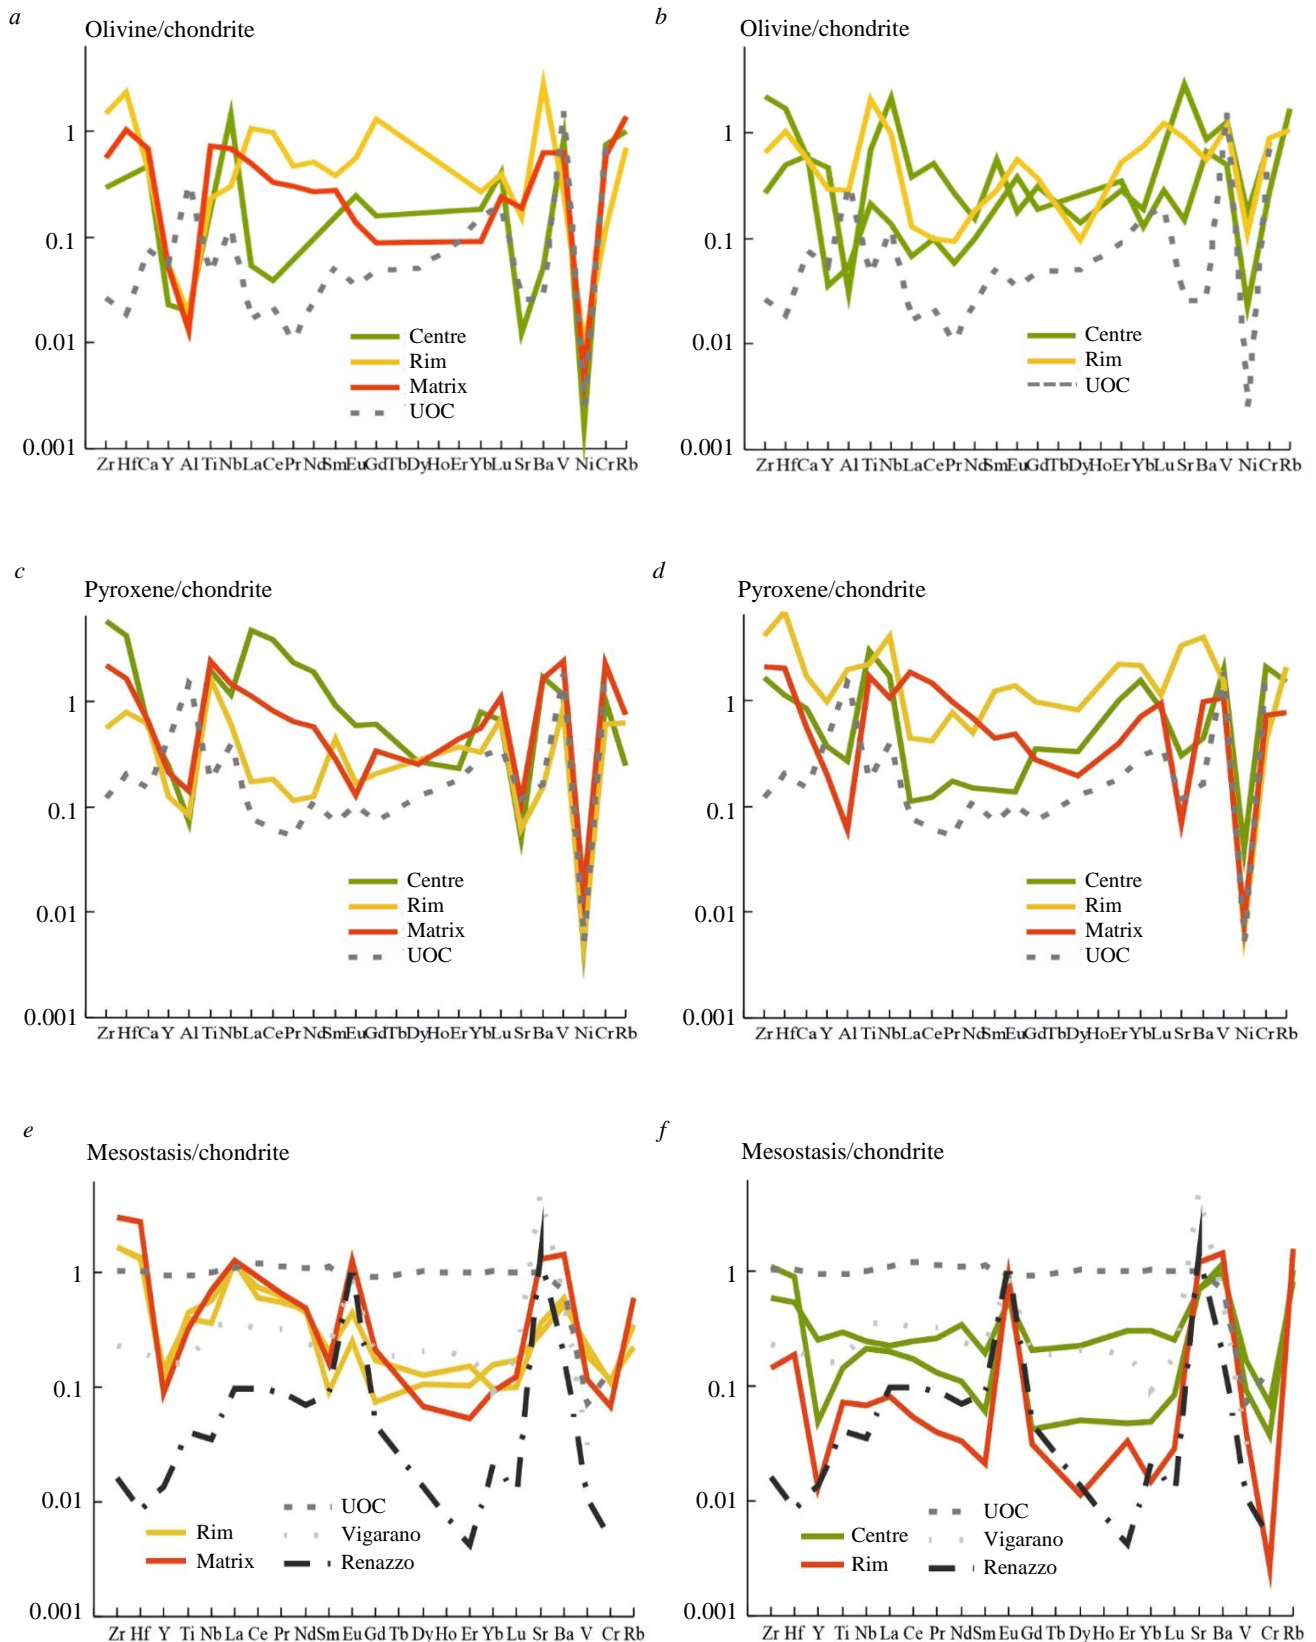 a
Olivine/chondrite
1
0.1
0.01
0.001
Centre
Rim
Matrix
UOC
Zr Hf Ca Y Al Ti Nb La Ce Pr Nd Sm Eu Gd Tb Dy Ho Er Yb Lu Sr Ba V Ni Cr Rb
b
Olivine/chondrite
1
0.1
0.01
0.001
Centre
Rim
UOC
Zr Hf Ca Y Al Ti Nb La Ce Pr Nd Sm Eu Gd Tb Dy Ho Er Yb Lu Sr Ba V Ni Cr Rb
c
Pyroxene/chondrite
1
0.1
0.01
0.001
Centre
Rim
Matrix
UOC
Zr Hf Ca Y Al Ti Nb La Ce Pr Nd Sm Eu Gd Tb Dy Ho Er Yb Lu Sr Ba V Ni Cr Rb
d
Pyroxene/chondrite
1
0.1
0.01
0.001
Centre
Rim
Matrix
UOC
Zr Hf Ca Y Al Ti Nb La Ce Pr Nd Sm Eu Gd Tb Dy Ho Er Yb Lu Sr Ba V Ni Cr Rb
e
Mesostasis/chondrite
1
0.1
0.01
0.001
Rim
Matrix
UOC
Vigarano
Renazzo
Zr Hf Y Ti Nb La Ce Pr Nd Sm Eu Gd Tb Dy Ho Er Yb Lu Sr Ba V Cr Rb
f
Mesostasis/chondrite
1
0.1
0.01
0.001
Centre
Rim
UOC
Vigarano
Renazzo
Zr Hf Y Ti Nb La Ce Pr Nd Sm Eu Gd Tb Dy Ho Er Yb Lu Sr Ba V Cr Rb